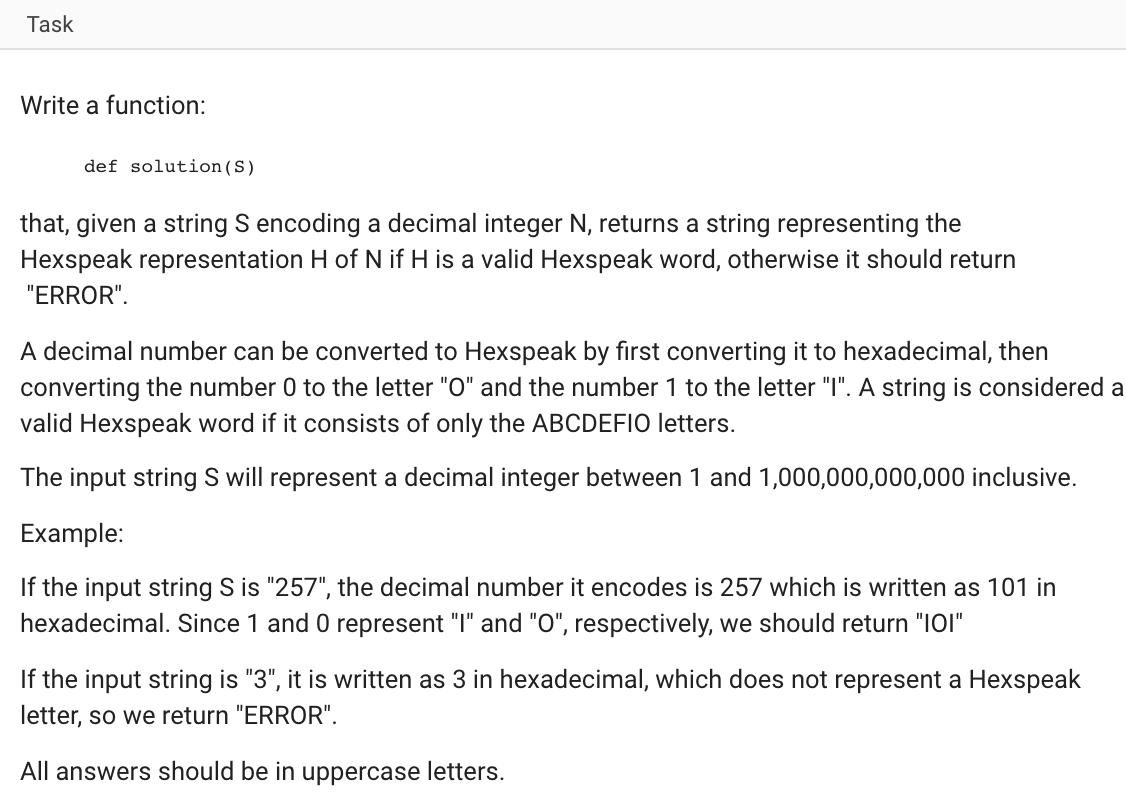 Task
Write a function:
def solution(S)
that, given a string S encoding a decimal integer N, returns a string representing the
Hexspeak representation H of N if H is a valid Hexspeak word, otherwise it should return
"ERROR".
A decimal number can be converted to Hexspeak by first converting it to hexadecimal, then
converting the number 0 to the letter "O" and the number 1 to the letter "I". A string is considered a
valid Hexspeak word if it consists of only the ABCDEFIO letters.
The input string S will represent a decimal integer between 1 and 1,000,000,000,000 inclusive.
Example:
If the input string S is "257", the decimal number it encodes is 257 which is written as 101 in
hexadecimal. Since 1 and 0 represent "I" and "O", respectively, we should return "IOI"
If the input string is "3", it is written as 3 in hexadecimal, which does not represent a Hexspeak
letter, so we return "ERROR".
All answers should be in uppercase letters.